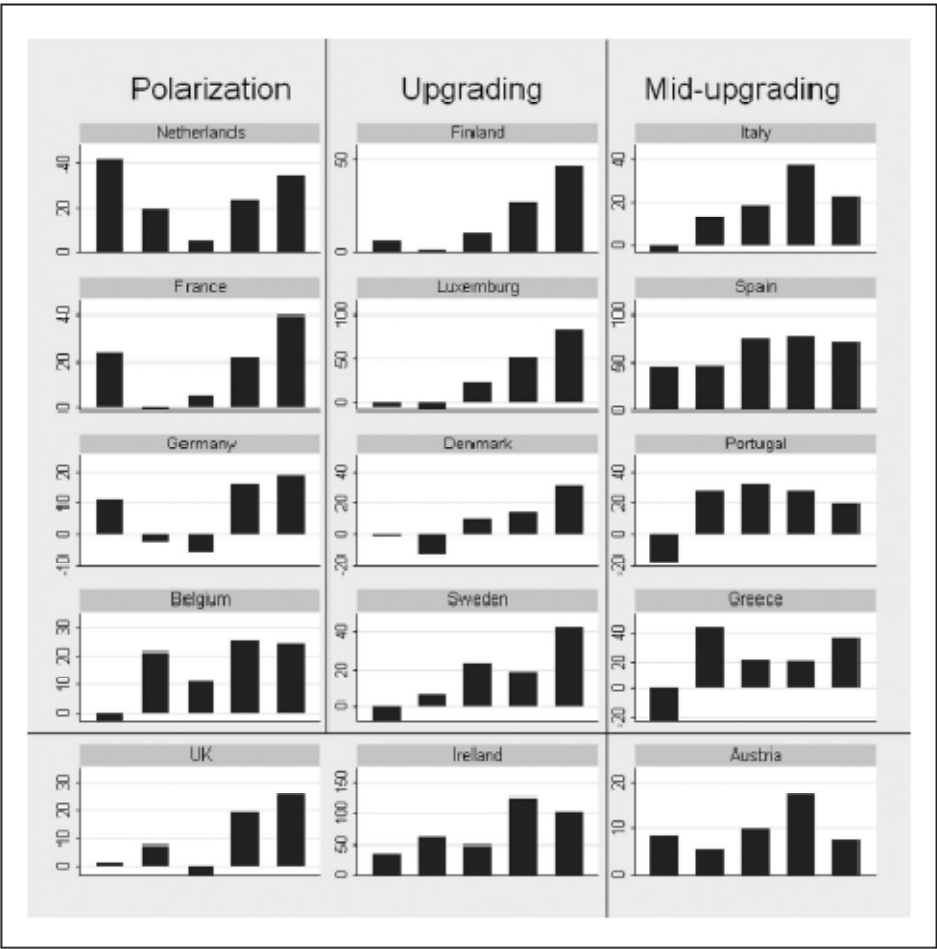 Polarization
Upgrading
Mid-upgrading
Netherlands
40
20
0
Finland
50
0
Italy
40
20
0
France
40
20
0
Luxemburg
100
50
0
Spain
100
50
0
Germany
20
10
0
-10
Denmark
40
20
0
-20
Portugal
40
20
0
-20
Belgium
30
20
10
0
Sweden
40
20
0
Greece
40
20
0
-20
UK
30
20
10
0
Ireland
150
100
50
0
Austria
20
10
0